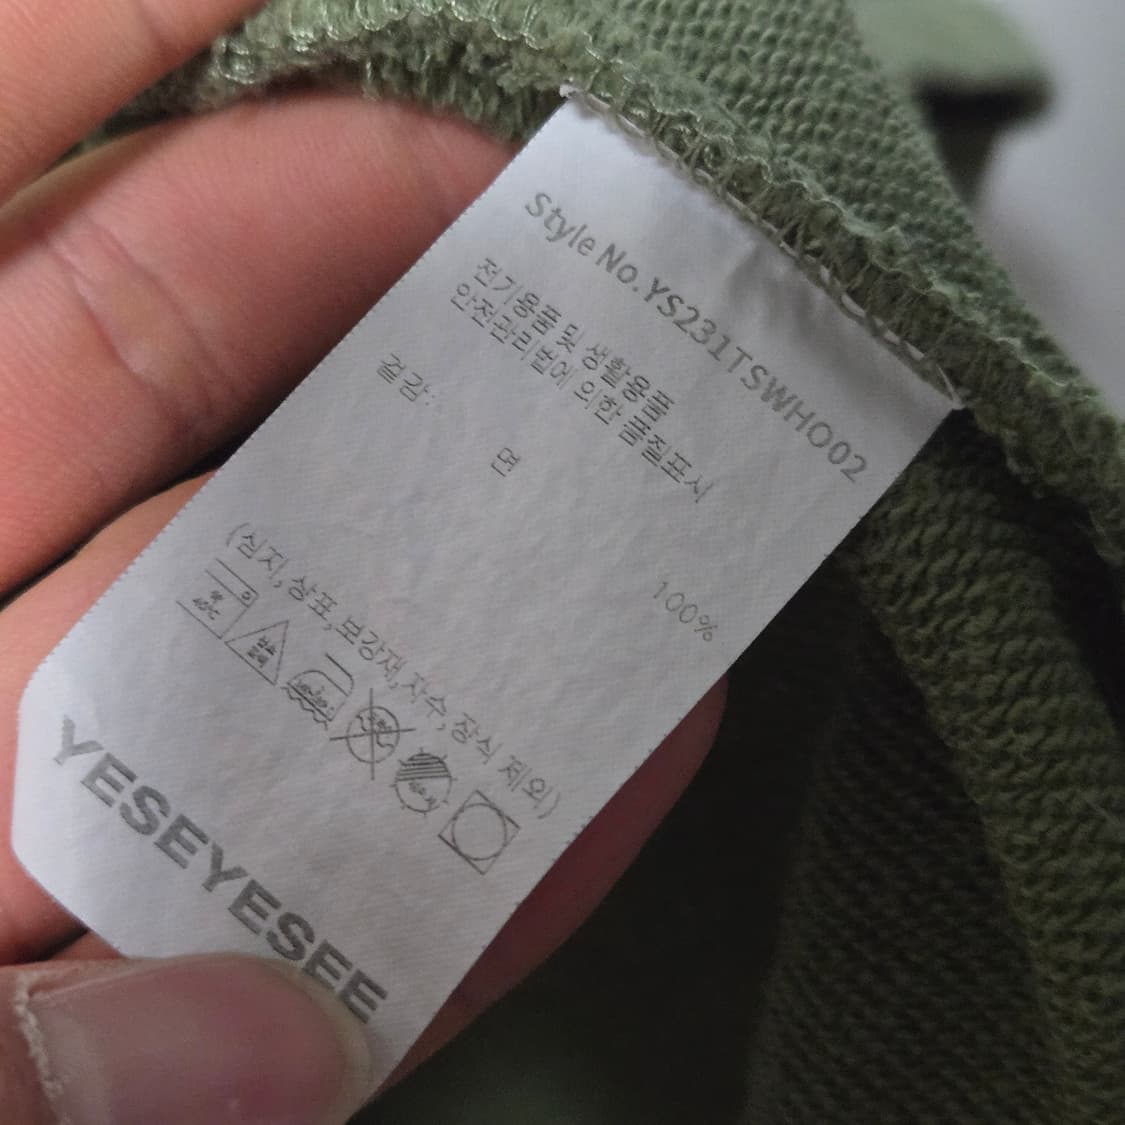 Style No.YS231TSWHO02
전기용품 및 생활용품
안전관리법에 의한 품질표시
겉감:
면 100%
(심지,상표,보강재,자수,장식 제외)
YESEYESEE